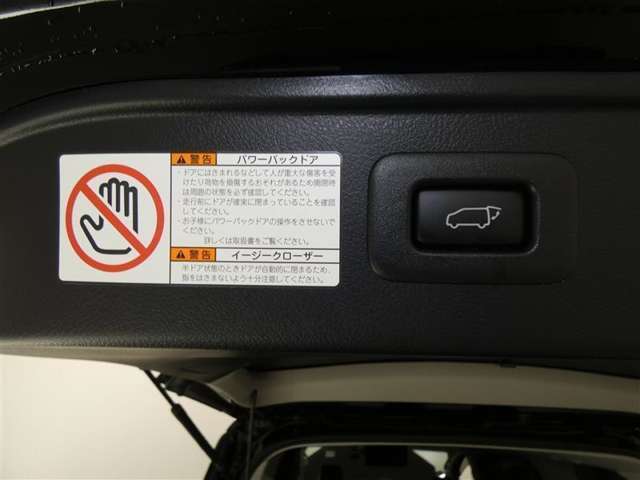 警告 パワーバックドア
・ドアにはさまれるなどして人が重大な傷害を受
けたり荷物を損傷するおそれがあるため開閉時
は周囲の状態を必ず確認してください。
・走行前にドアが確実に閉まっていることを確認
してください。
・お子様にパワーバックドアの操作をさせないで
ください。
詳しくは取扱書をご覧ください。
警告 イージークローザー
半ドア状態のときドアが自動的に閉まるため、
指をはさまないよう十分注意してください。